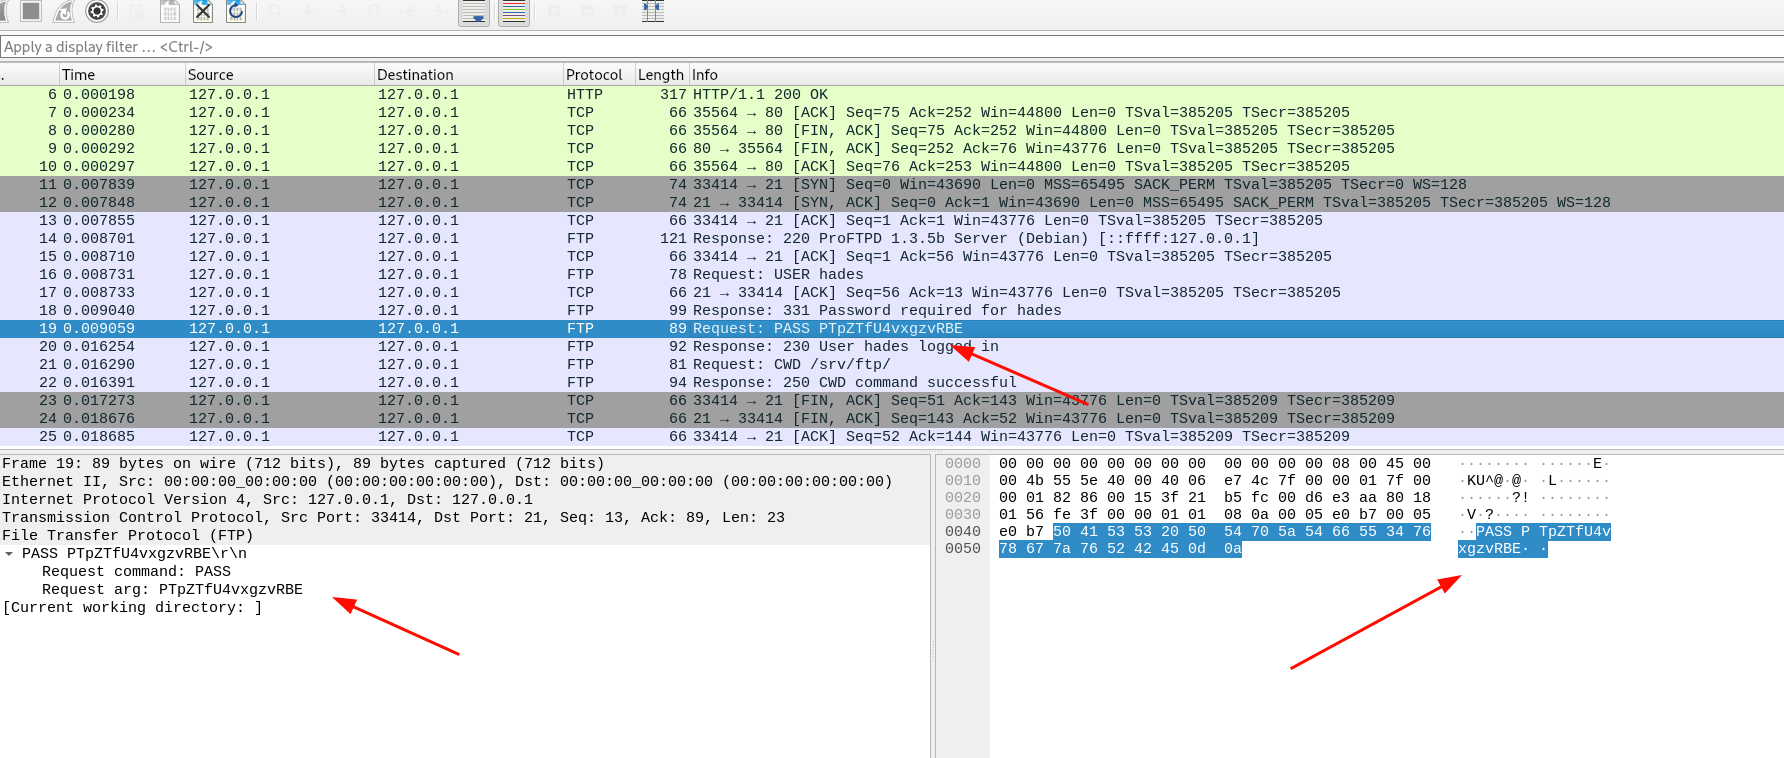 Apply a display filter … <Ctrl-/>
. Time Source Destination Protocol Length Info
6 0.000198 127.0.0.1 127.0.0.1 HTTP 317 HTTP/1.1 200 OK
7 0.000234 127.0.0.1 127.0.0.1 TCP 66 35564 → 80 [ACK] Seq=75 Ack=252 Win=44800 Len=0 TSval=385205 TSecr=385205
8 0.000280 127.0.0.1 127.0.0.1 TCP 66 35564 → 80 [FIN, ACK] Seq=75 Ack=252 Win=44800 Len=0 TSval=385205 TSecr=385205
9 0.000292 127.0.0.1 127.0.0.1 TCP 66 80 → 35564 [FIN, ACK] Seq=252 Ack=76 Win=43776 Len=0 TSval=385205 TSecr=385205
10 0.000297 127.0.0.1 127.0.0.1 TCP 66 35564 → 80 [ACK] Seq=76 Ack=253 Win=44800 Len=0 TSval=385205 TSecr=385205
11 0.007839 127.0.0.1 127.0.0.1 TCP 74 33414 → 21 [SYN] Seq=0 Win=43690 Len=0 MSS=65495 SACK_PERM TSval=385205 TSecr=0 WS=128
12 0.007848 127.0.0.1 127.0.0.1 TCP 74 21 → 33414 [SYN, ACK] Seq=0 Ack=1 Win=43690 Len=0 MSS=65495 SACK_PERM TSval=385205 TSecr=385205 WS=128
13 0.007855 127.0.0.1 127.0.0.1 TCP 66 33414 → 21 [ACK] Seq=1 Ack=1 Win=43776 Len=0 TSval=385205 TSecr=385205
14 0.008701 127.0.0.1 127.0.0.1 FTP 121 Response: 220 ProFTPD 1.3.5b Server (Debian) [::ffff:127.0.0.1]
15 0.008710 127.0.0.1 127.0.0.1 TCP 66 33414 → 21 [ACK] Seq=1 Ack=56 Win=43776 Len=0 TSval=385205 TSecr=385205
16 0.008731 127.0.0.1 127.0.0.1 FTP 78 Request: USER hades
17 0.008733 127.0.0.1 127.0.0.1 TCP 66 21 → 33414 [ACK] Seq=56 Ack=13 Win=43776 Len=0 TSval=385205 TSecr=385205
18 0.009040 127.0.0.1 127.0.0.1 FTP 99 Response: 331 Password required for hades
19 0.009059 127.0.0.1 127.0.0.1 FTP 89 Request: PASS PTpZTfU4vxgzvRBE
20 0.016254 127.0.0.1 127.0.0.1 FTP 92 Response: 230 User hades logged in
21 0.016290 127.0.0.1 127.0.0.1 FTP 81 Request: CWD /srv/ftp/
22 0.016391 127.0.0.1 127.0.0.1 FTP 94 Response: 250 CWD command successful
23 0.017273 127.0.0.1 127.0.0.1 TCP 66 33414 → 21 [FIN, ACK] Seq=51 Ack=143 Win=43776 Len=0 TSval=385209 TSecr=385209
24 0.018676 127.0.0.1 127.0.0.1 TCP 66 21 → 33414 [FIN, ACK] Seq=143 Ack=52 Win=43776 Len=0 TSval=385209 TSecr=385209
25 0.018685 127.0.0.1 127.0.0.1 TCP 66 33414 → 21 [ACK] Seq=52 Ack=144 Win=43776 Len=0 TSval=385209 TSecr=385209
Frame 19: 89 bytes on wire (712 bits), 89 bytes captured (712 bits)
Ethernet II, Src: 00:00:00_00:00:00 (00:00:00:00:00:00), Dst: 00:00:00_00:00:00 (00:00:00:00:00:00)
Internet Protocol Version 4, Src: 127.0.0.1, Dst: 127.0.0.1
Transmission Control Protocol, Src Port: 33414, Dst Port: 21, Seq: 13, Ack: 89, Len: 23
File Transfer Protocol (FTP)
PASS PTpZTfU4vxgzvRBE\r\n
Request command: PASS
Request arg: PTpZTfU4vxgzvRBE
[Current working directory: ]
0000 00 00 00 00 00 00 00 00 00 00 00 00 08 00 45 00 ········ ······E·
0010 00 4b 55 5e 40 00 40 06 e7 4c 7f 00 00 01 7f 00 ·KU^@·@· ·L······
0020 00 01 82 86 00 15 3f 21 b5 fc 00 d6 e3 aa 80 18 ······?! ········
0030 01 56 fe 3f 00 00 01 01 08 0a 00 05 e0 b7 00 05 ·V·?···· ········
0040 e0 b7 50 41 53 53 20 50 54 70 5a 54 66 55 34 76 ··PASS P TpZTfU4v
0050 78 67 7a 76 52 42 45 0d 0a xgzvRBE· ·